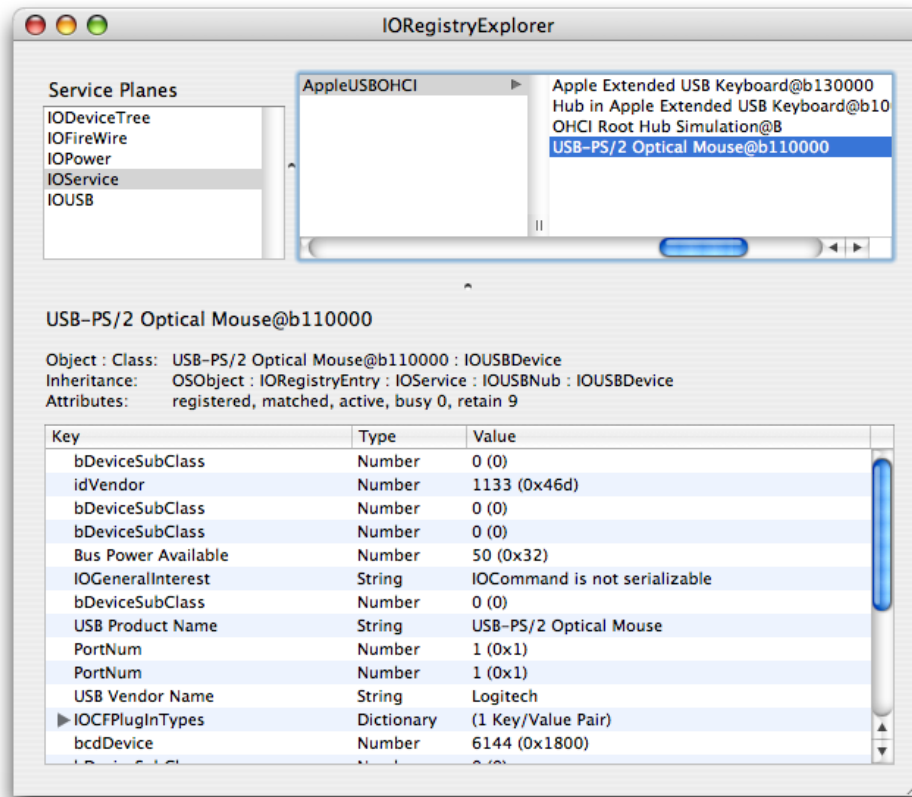 IORegistryExplorer
Service Planes
IODeviceTree
IOFireWire
IOPower
IOService
IOUSB
AppleUSBOHCI
Apple Extended USB Keyboard@b130000
Hub in Apple Extended USB Keyboard@b10
OHCI Root Hub Simulation@B
USB-PS/2 Optical Mouse@b110000
USB-PS/2 Optical Mouse@b110000
Object : Class: USB-PS/2 Optical Mouse@b110000 : IOUSBDevice
Inheritance: OSObject : IORegistryEntry : IOService : IOUSBNub : IOUSBDevice
Attributes: registered, matched, active, busy 0, retain 9
Key Type Value
bDeviceSubClass Number 0 (0)
idVendor Number 1133 (0x46d)
bDeviceSubClass Number 0 (0)
bDeviceSubClass Number 0 (0)
Bus Power Available Number 50 (0x32)
IOGeneralInterest String IOCommand is not serializable
bDeviceSubClass Number 0 (0)
USB Product Name String USB-PS/2 Optical Mouse
PortNum Number 1 (0x1)
PortNum Number 1 (0x1)
USB Vendor Name String Logitech
IOCFPlugInTypes Dictionary (1 Key/Value Pair)
bcdDevice Number 6144 (0x1800)